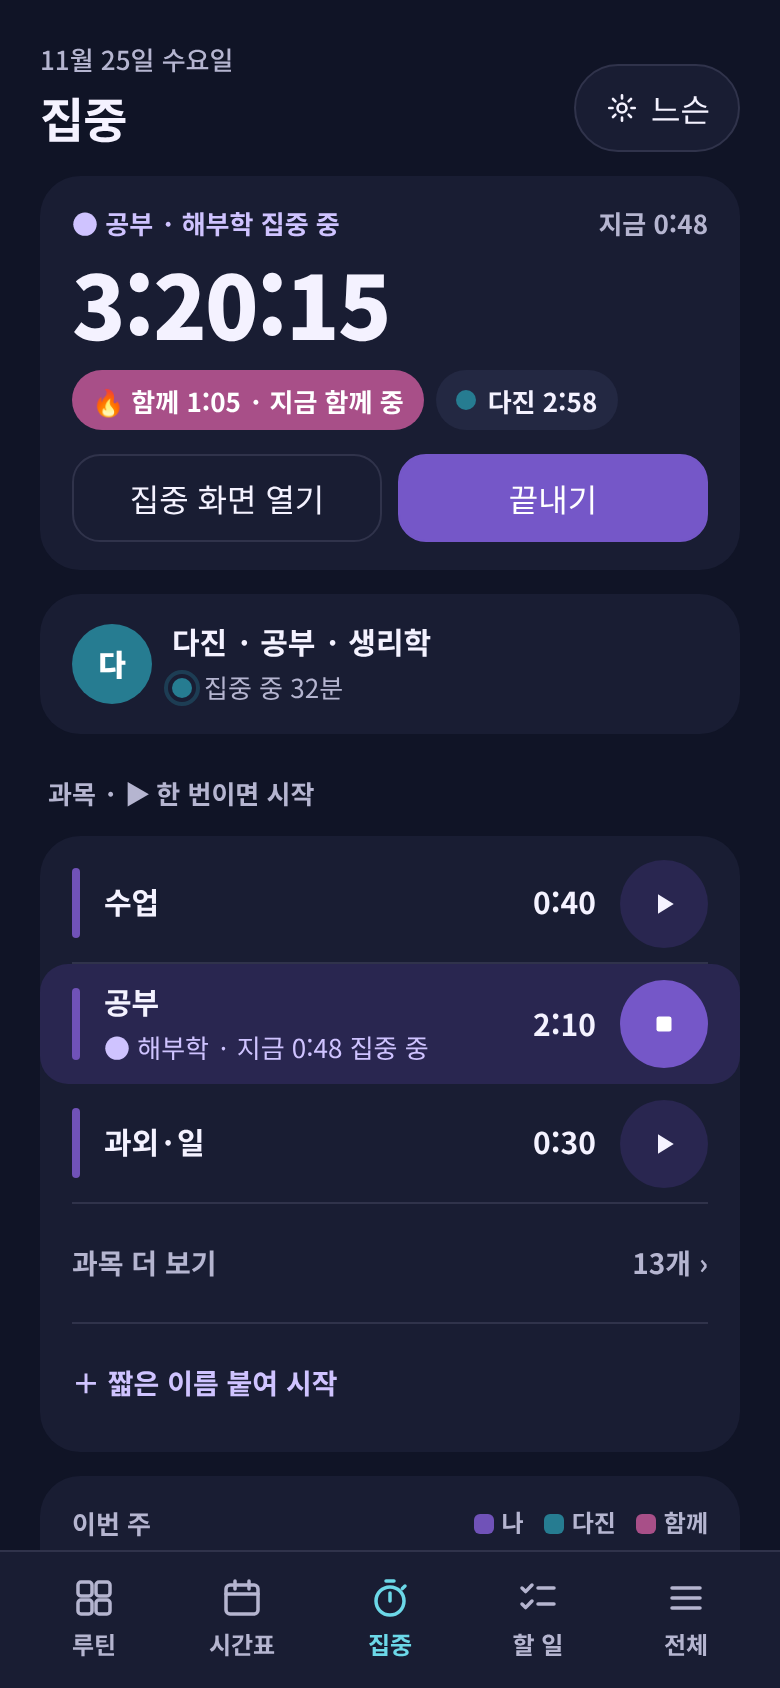 11월 25일 수요일
집중
느슨
공부 · 해부학 집중 중
지금 0:48
3:20:15
🔥 함께 1:05 · 지금 함께 중
다진 2:58
집중 화면 열기
끝내기
다
다진 · 공부 · 생리학
집중 중 32분
과목 · ▶ 한 번이면 시작
수업
0:40
공부
해부학 · 지금 0:48 집중 중
2:10
과외·일
0:30
과목 더 보기
13개 ›
+ 짧은 이름 붙여 시작
이번 주
나
다진
함께
루틴
시간표
집중
할 일
전체